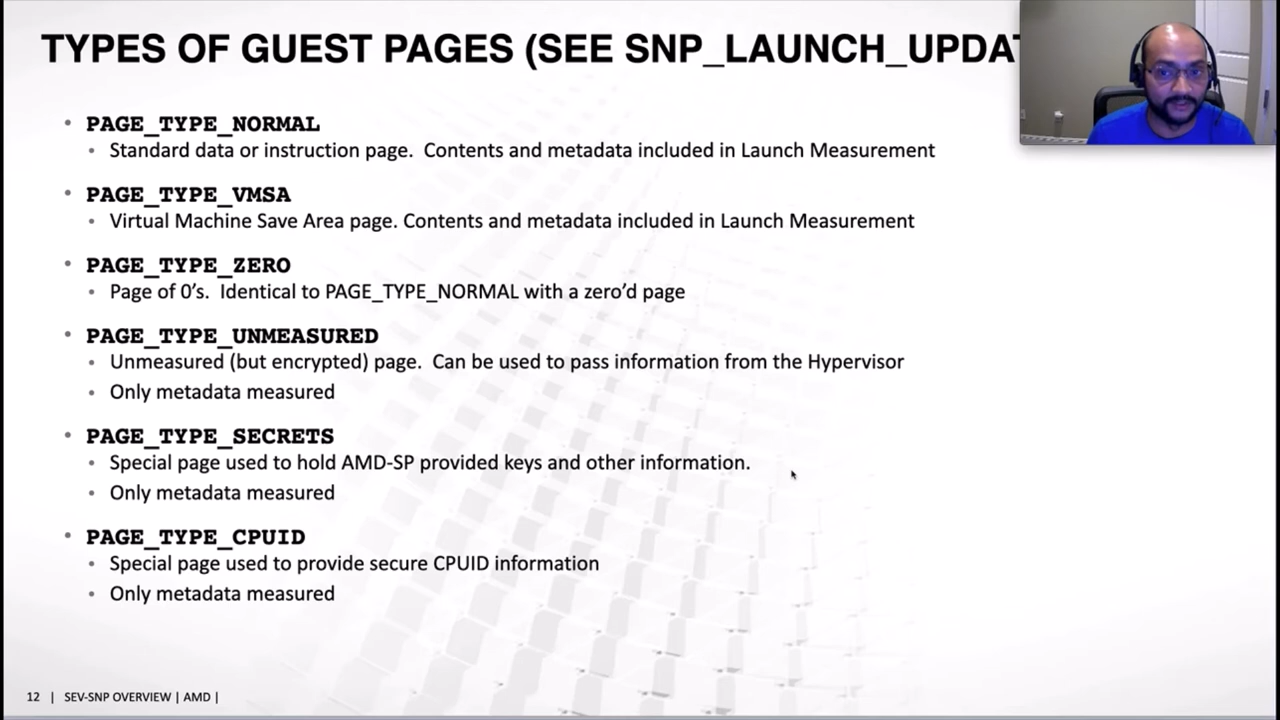 TYPES OF GUEST PAGES (SEE SNP_LAUNCH_UPDAT
• PAGE_TYPE_NORMAL
• Standard data or instruction page. Contents and metadata included in Launch Measurement
• PAGE_TYPE_VMSA
• Virtual Machine Save Area page. Contents and metadata included in Launch Measurement
• PAGE_TYPE_ZERO
• Page of 0’s. Identical to PAGE_TYPE_NORMAL with a zero’d page
• PAGE_TYPE_UNMEASURED
• Unmeasured (but encrypted) page. Can be used to pass information from the Hypervisor
• Only metadata measured
• PAGE_TYPE_SECRETS
• Special page used to hold AMD-SP provided keys and other information.
• Only metadata measured
• PAGE_TYPE_CPUID
• Special page used to provide secure CPUID information
• Only metadata measured
12 | SEV-SNP OVERVIEW | AMD |